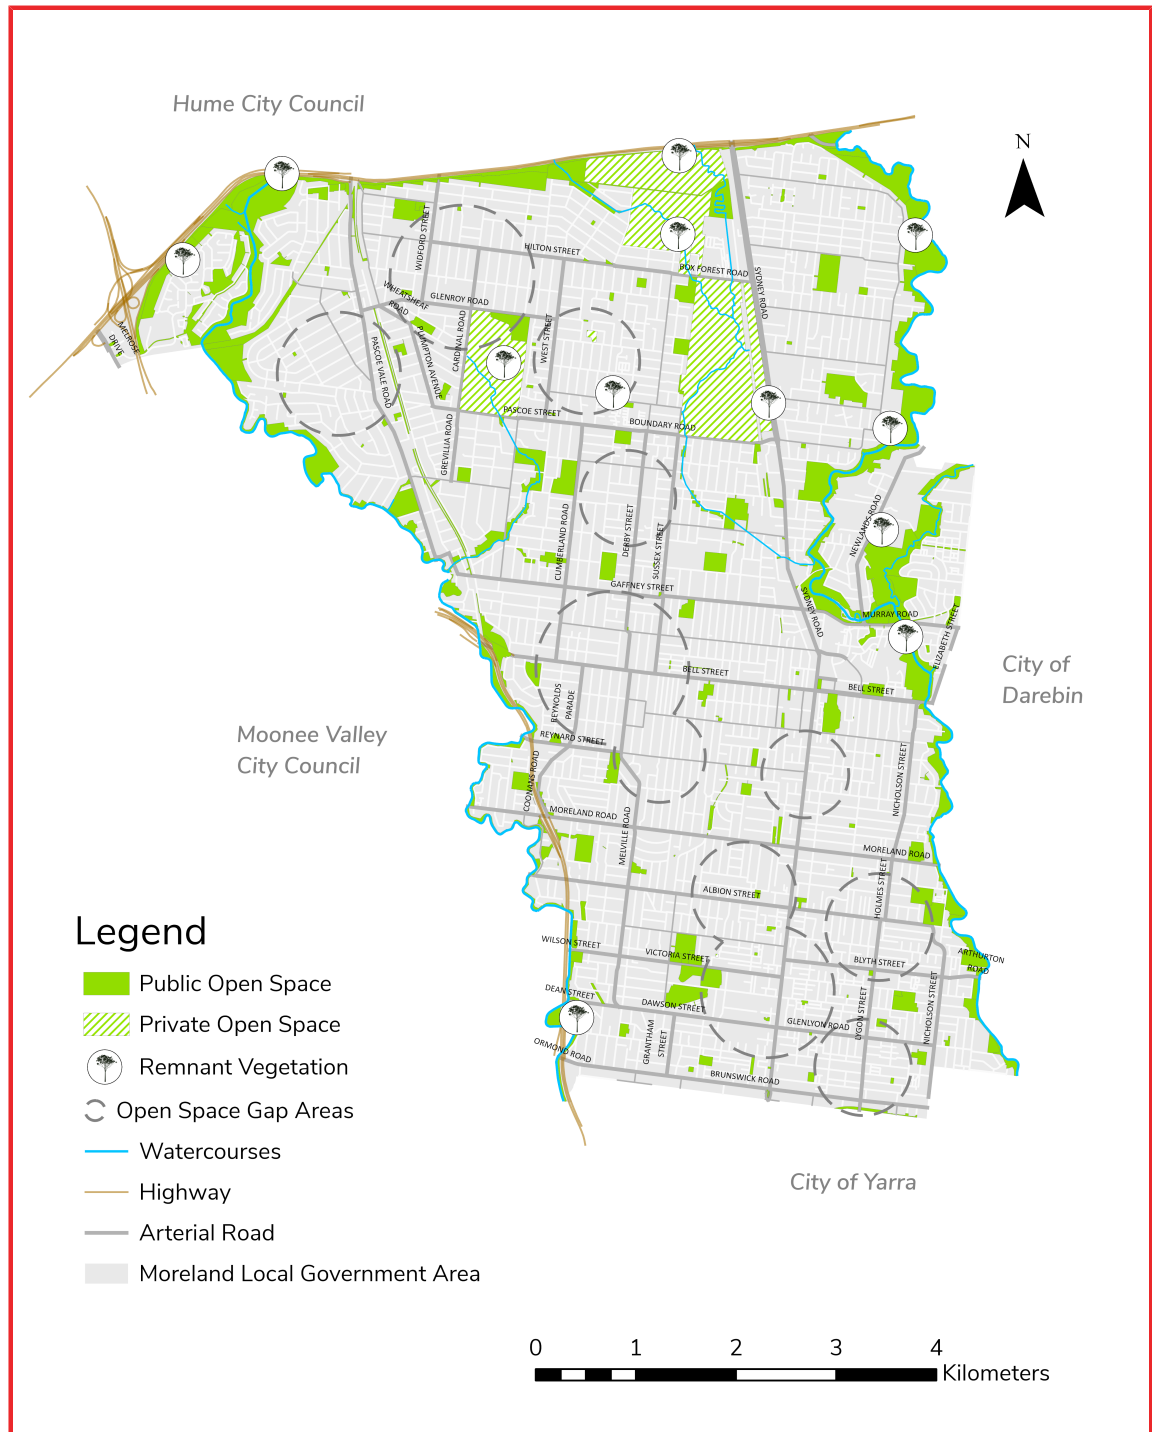 Hume City Council
N
HILTON STREET
WIDFORD STREET
BOX FOREST ROAD
SYDNEY ROAD
WHEATSHEAF
ROAD
GLENROY ROAD
MELROSE
DRIVE
PASCOE VALE ROAD
PLUMPTON AVENUE
CARDINAL ROAD
WEST STREET
PASCOE STREET
BOUNDARY ROAD
GREVILLIA ROAD
CUMBERLAND ROAD
DERBY STREET
SUSSEX STREET
NEWLANDS ROAD
GAFFNEY STREET
SYDNEY ROAD
MURRAY ROAD
ELIZABETH STREET
City of
Darebin
BELL STREET
BELL STREET
REYNOLDS
PARADE
Moonee Valley
City Council
REYNARD STREET
COONANS ROAD
NICHOLSON STREET
MORELAND ROAD
MELVILLE ROAD
MORELAND ROAD
HOLMES STREET
ALBION STREET
WILSON STREET
VICTORIA STREET
BLYTH STREET
ARTHURTON
ROAD
DEAN STREET
DAWSON STREET
GLENLYON ROAD
LYGON STREET
NICHOLSON STREET
GRANTHAM
STREET
ORMOND ROAD
BRUNSWICK ROAD
City of Yarra
Legend
Public Open Space
Private Open Space
Remnant Vegetation
Open Space Gap Areas
Watercourses
Highway
Arterial Road
Moreland Local Government Area
0 1 2 3 4
Kilometers